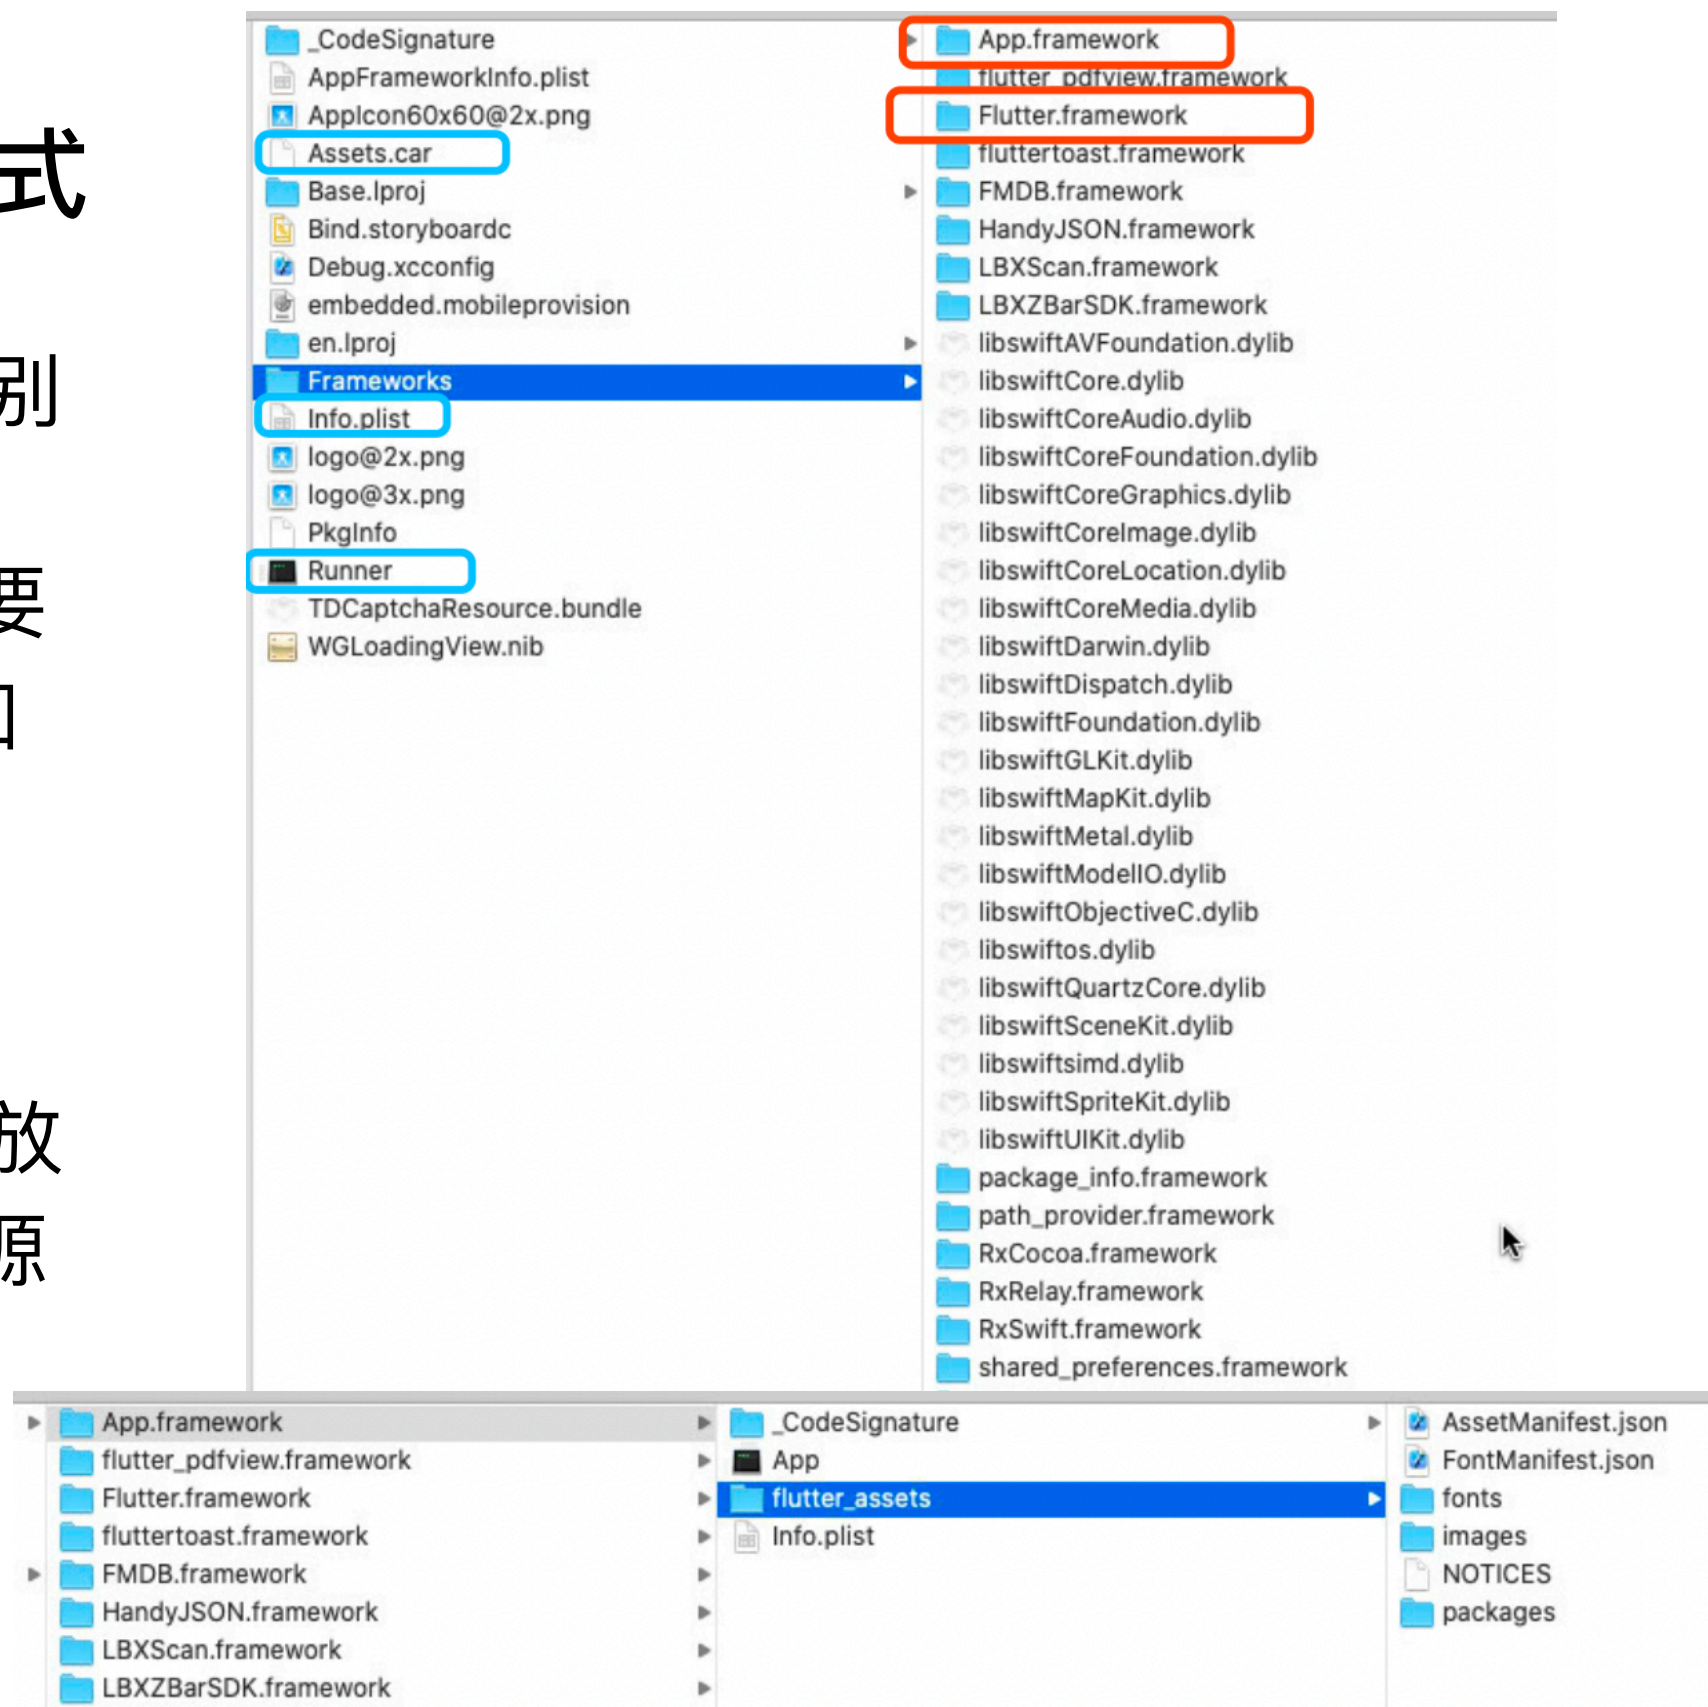 式
别
要
放
源
_CodeSignature
AppFrameworkInfo.plist
AppIcon60x60@2x.png
Assets.car
Base.lproj
Bind.storyboardc
Debug.xcconfig
embedded.mobileprovision
en.lproj
Frameworks
Info.plist
logo@2x.png
logo@3x.png
PkgInfo
Runner
TDCaptchaResource.bundle
WGLoadingView.nib
App.framework
flutter_pdfview.framework
Flutter.framework
fluttertoast.framework
FMDB.framework
HandyJSON.framework
LBXScan.framework
LBXZBarSDK.framework
libswiftAVFoundation.dylib
libswiftCore.dylib
libswiftCoreAudio.dylib
libswiftCoreFoundation.dylib
libswiftCoreGraphics.dylib
libswiftCoreImage.dylib
libswiftCoreLocation.dylib
libswiftCoreMedia.dylib
libswiftDarwin.dylib
libswiftDispatch.dylib
libswiftFoundation.dylib
libswiftGLKit.dylib
libswiftMapKit.dylib
libswiftMetal.dylib
libswiftModelIO.dylib
libswiftObjectiveC.dylib
libswiftos.dylib
libswiftQuartzCore.dylib
libswiftSceneKit.dylib
libswiftsimd.dylib
libswiftSpriteKit.dylib
libswiftUIKit.dylib
package_info.framework
path_provider.framework
RxCocoa.framework
RxRelay.framework
RxSwift.framework
shared_preferences.framework
App.framework
flutter_pdfview.framework
Flutter.framework
fluttertoast.framework
FMDB.framework
HandyJSON.framework
LBXScan.framework
LBXZBarSDK.framework
_CodeSignature
App
flutter_assets
Info.plist
AssetManifest.json
FontManifest.json
fonts
images
NOTICES
packages